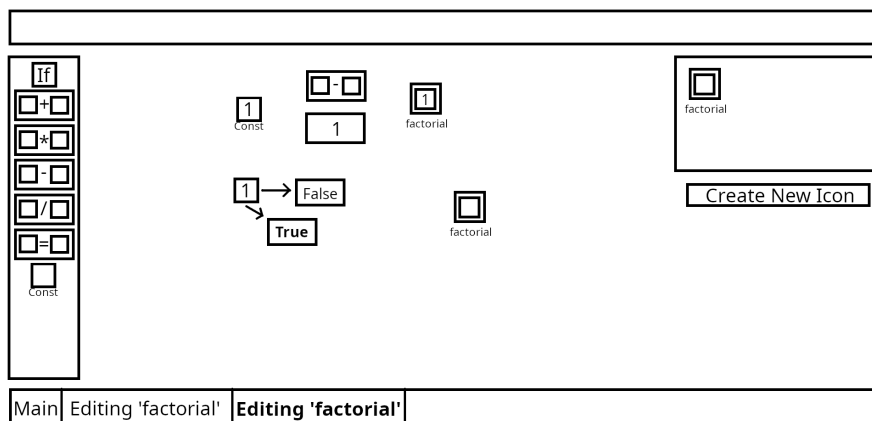 If
+
*
-
/
=
Const
1
Const
-
1
1
factorial
1
False
True
factorial
factorial
Create New Icon
Main
Editing 'factorial'
Editing 'factorial'